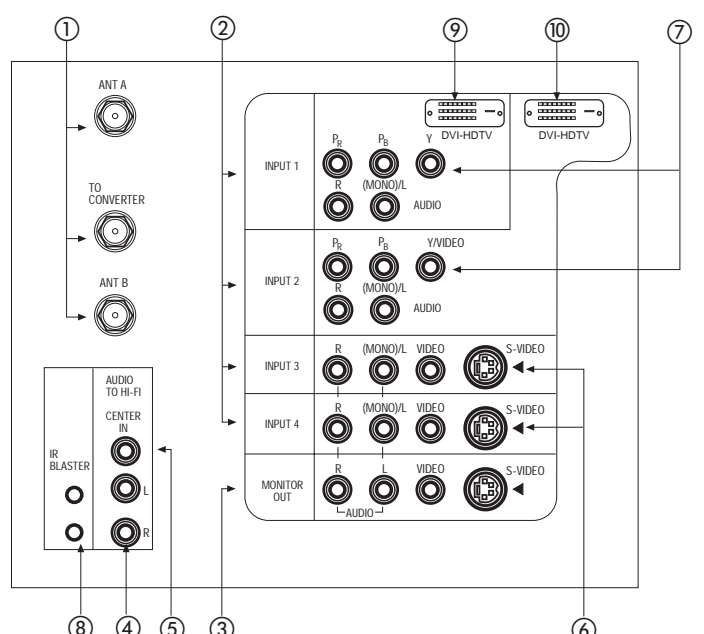 ① ② ⑨ ⑩ ⑦
ANT A
TO
CONVERTER
ANT B
DVI-HDTV
DVI-HDTV
INPUT 1
PR PB Y
R (MONO)/L AUDIO
INPUT 2
PR PB Y/VIDEO
R (MONO)/L AUDIO
INPUT 3
R (MONO)/L VIDEO S-VIDEO
INPUT 4
R (MONO)/L VIDEO S-VIDEO
MONITOR
OUT
R L VIDEO S-VIDEO
AUDIO
AUDIO
TO HI-FI
CENTER
IN
IR
BLASTER
L
R
⑧ ④ ⑤ ③ ⑥